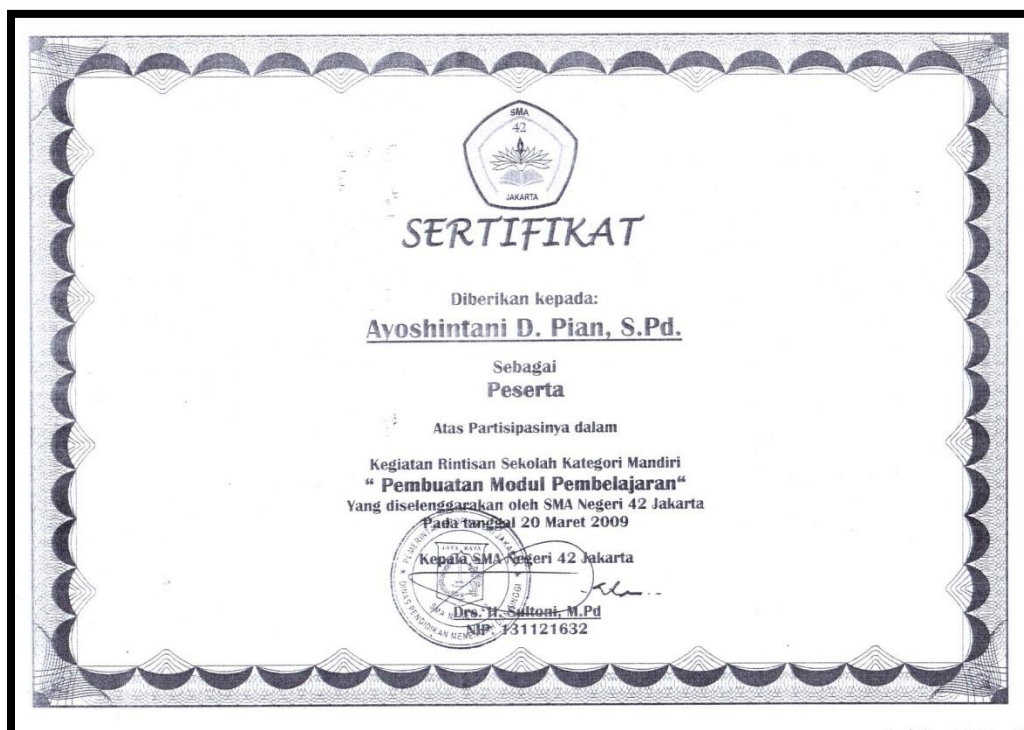 SMA
42
JAKARTA
SERTIFIKAT
Diberikan kepada:
Ayoshintani D. Pian, S.Pd.
Sebagai
Peserta
Atas Partisipasinya dalam
Kegiatan Rintisan Sekolah Kategori Mandiri
“ Pembuatan Modul Pembelajaran“
Yang diselenggarakan oleh SMA Negeri 42 Jakarta
Pada tanggal 20 Maret 2009
Kepala SMA Negeri 42 Jakarta
JAYA RAYA
Drs. H. Sultoni, M.Pd
NIP. 131121632